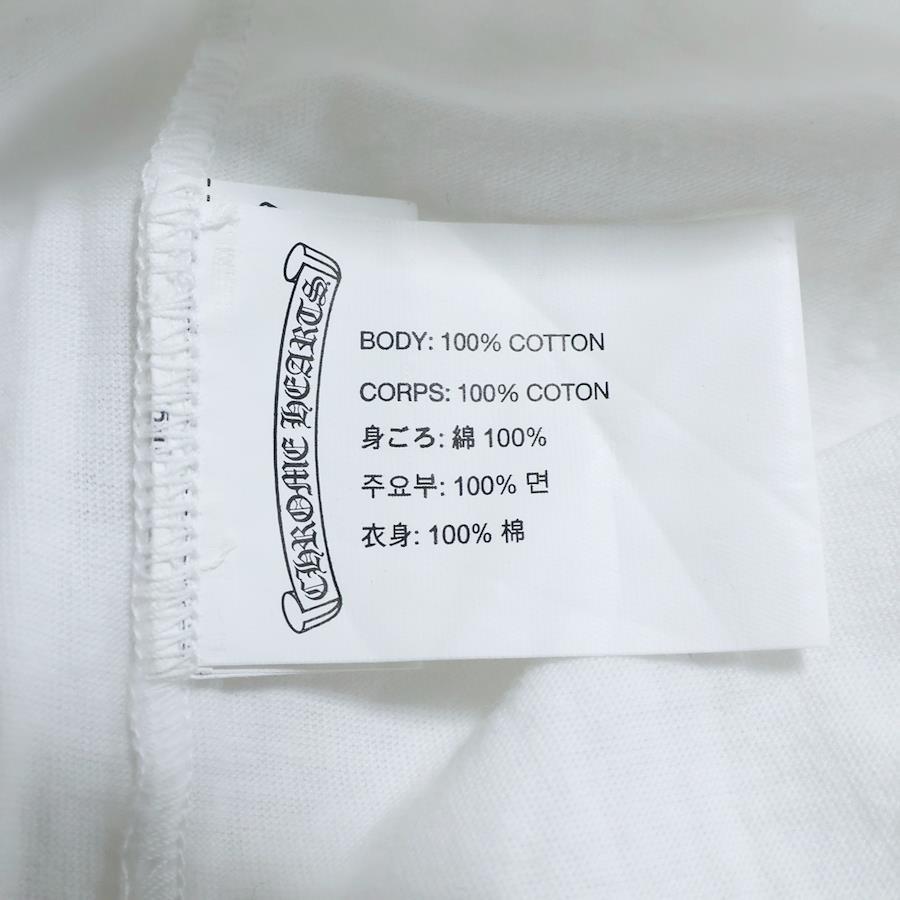 CHROME HEARTS
BODY: 100% COTTON
CORPS: 100% COTON
身ごろ: 綿 100%
주요부: 100% 면
衣身: 100% 棉